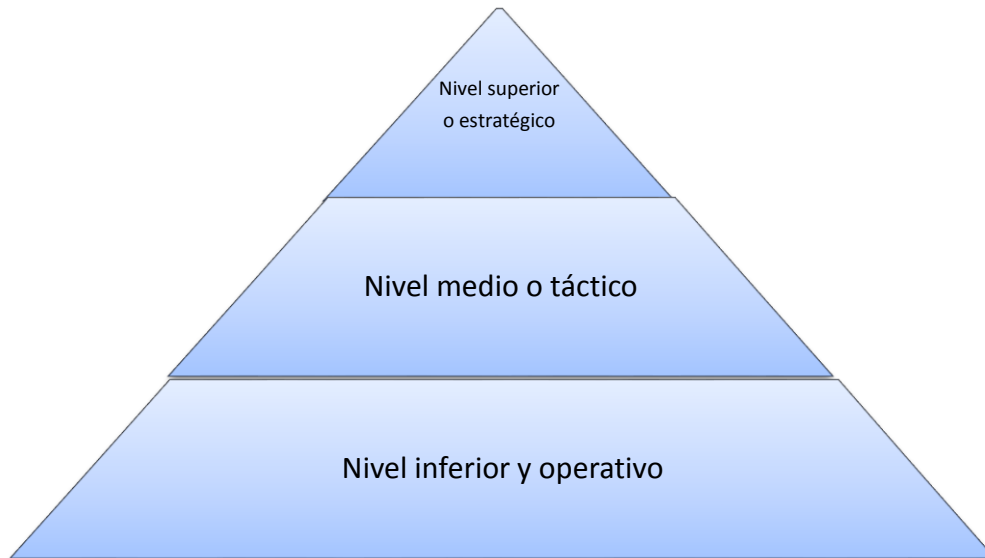 Nivel superior
o estratégico
Nivel medio o táctico
Nivel inferior y operativo